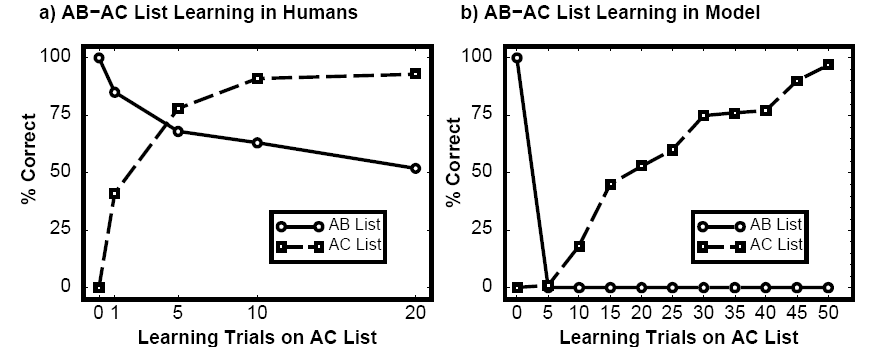 a) AB−AC List Learning in Humans
% Correct
100
75
50
25
0
AB List
AC List
0 1 5 10 20
Learning Trials on AC List
b) AB−AC List Learning in Model
% Correct
100
75
50
25
0
AB List
AC List
0 5 10 15 20 25 30 35 40 45 50
Learning Trials on AC List